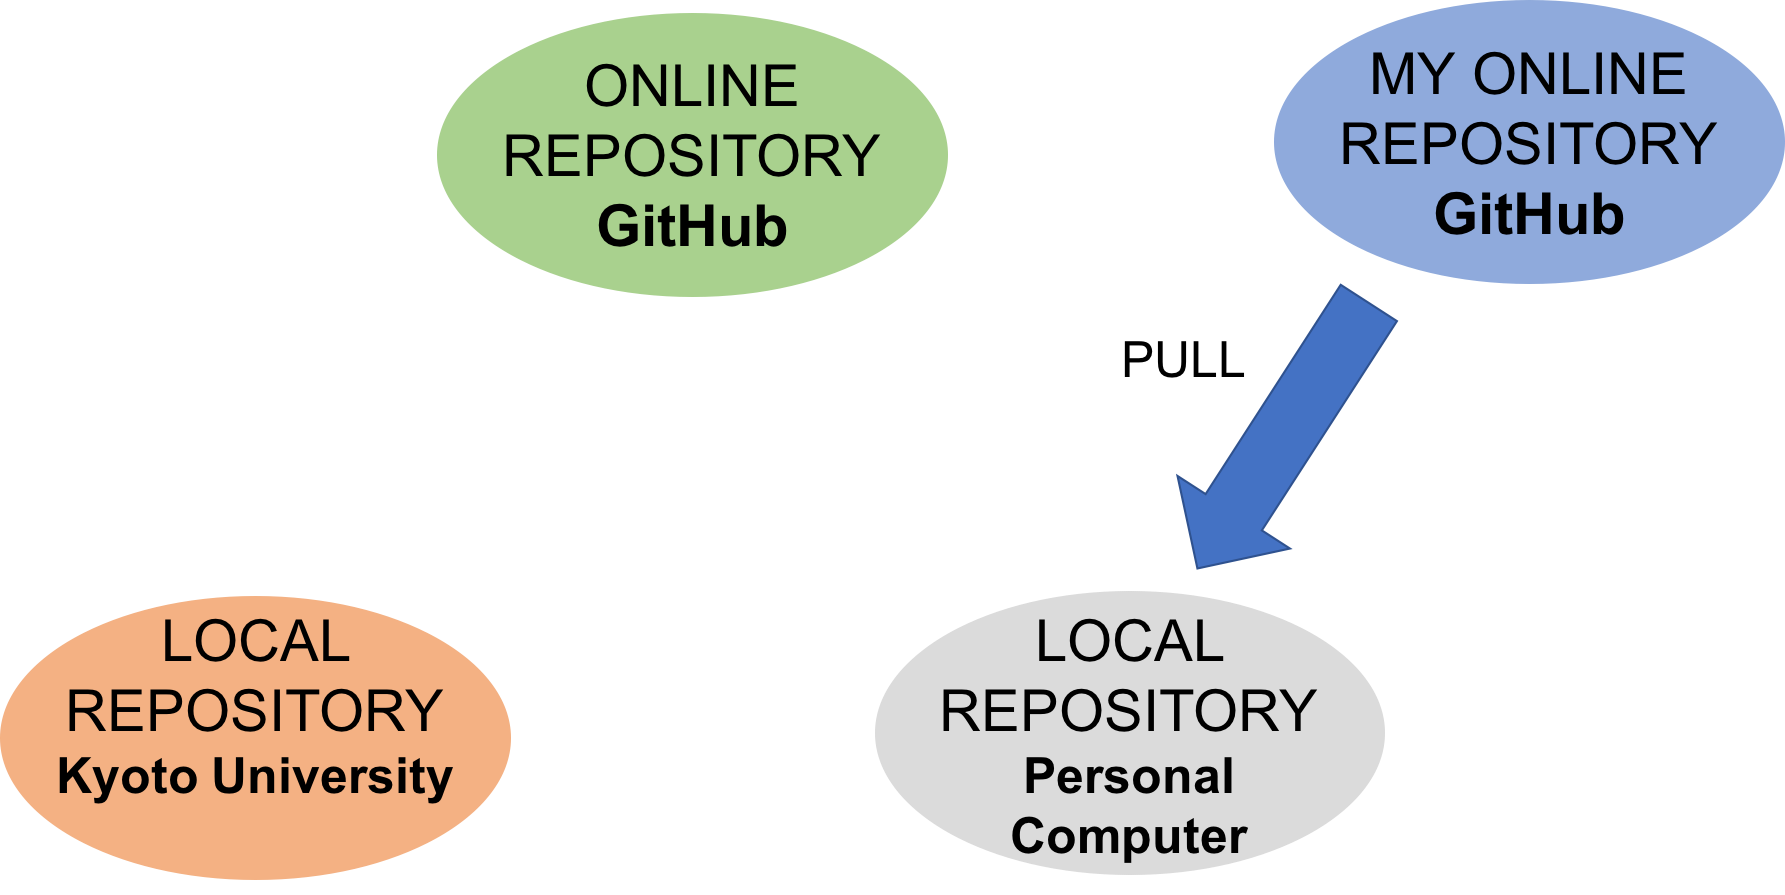 ONLINE
REPOSITORY
GitHub
MY ONLINE
REPOSITORY
GitHub
PULL
LOCAL
REPOSITORY
Kyoto University
LOCAL
REPOSITORY
Personal
Computer